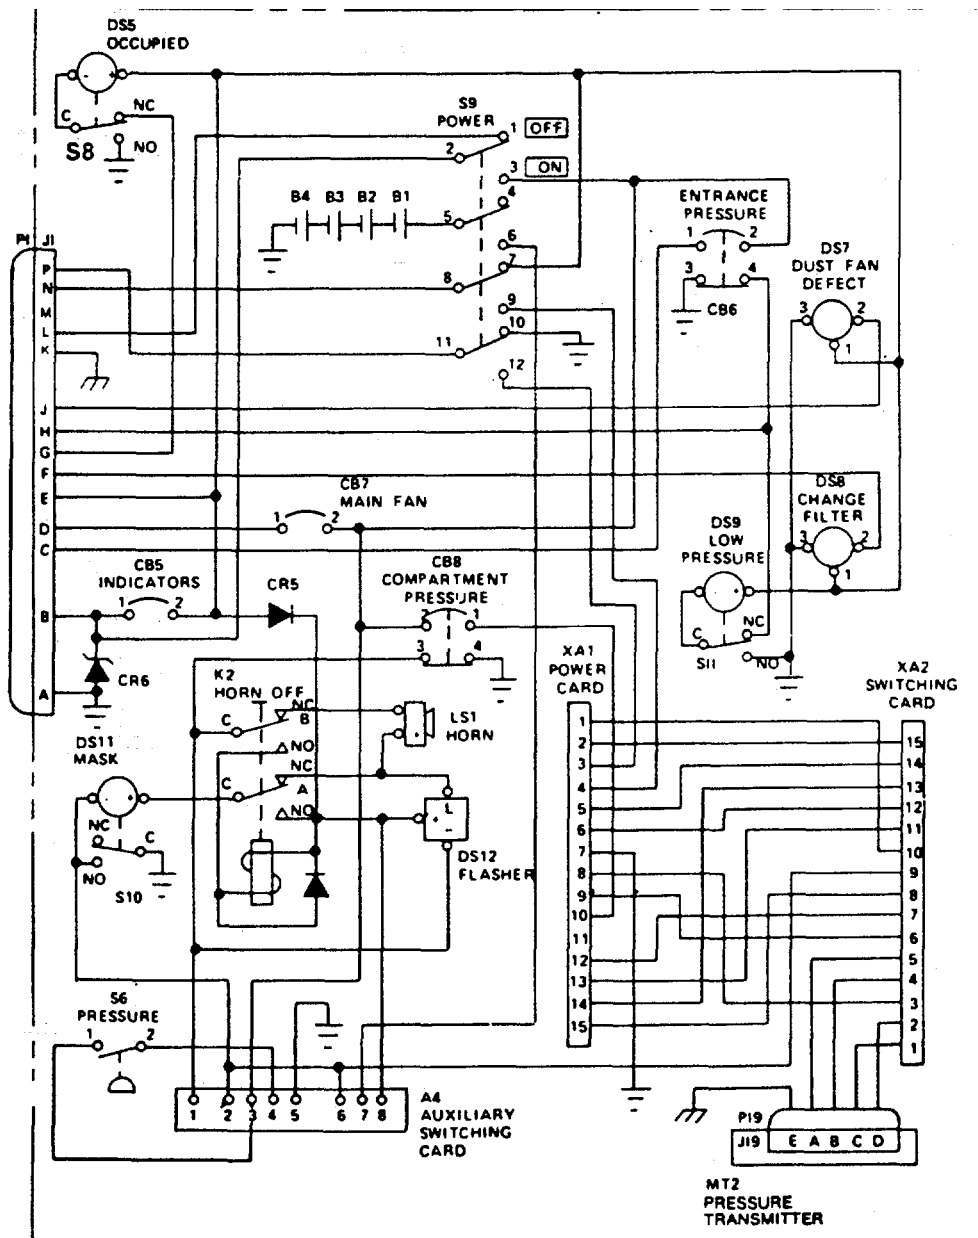 DS5
OCCUPIED
- +
C
NC
NO
S8
S9
POWER
1 OFF
2
3 ON
4
B4 B3 B2 B1
5
6
7
8
9
10
11
12
ENTRANCE
PRESSURE
1 2
3 4
CB6
DS7
DUST FAN
DEFECT
3 2
1
P1 J1
P
N
M
L
K
J
H
G
F
E
D
C
B
A
CB7
MAIN FAN
1 2
DS8
CHANGE
FILTER
3 2
1
DS9
LOW
PRESSURE
- +
C
NC
NO
S11
CB5
INDICATORS
1 2
CR5
CB8
COMPARTMENT
PRESSURE
2 1
3 4
CR6
K2
HORN OFF
NC
C
B
NO
NC
C
A
NO
LS1
HORN
+
DS11
MASK
- +
NC
C
NO
S10
L
+
-
DS12
FLASHER
XA1
POWER
CARD
1
2
3
4
5
6
7
8
9
10
11
12
13
14
15
XA2
SWITCHING
CARD
15
14
13
12
11
10
9
8
7
6
5
4
3
2
1
S6
PRESSURE
1 2
1 2 3 4 5 6 7 8
A4
AUXILIARY
SWITCHING
CARD
P19
J19
E A B C D
MT2
PRESSURE
TRANSMITTER